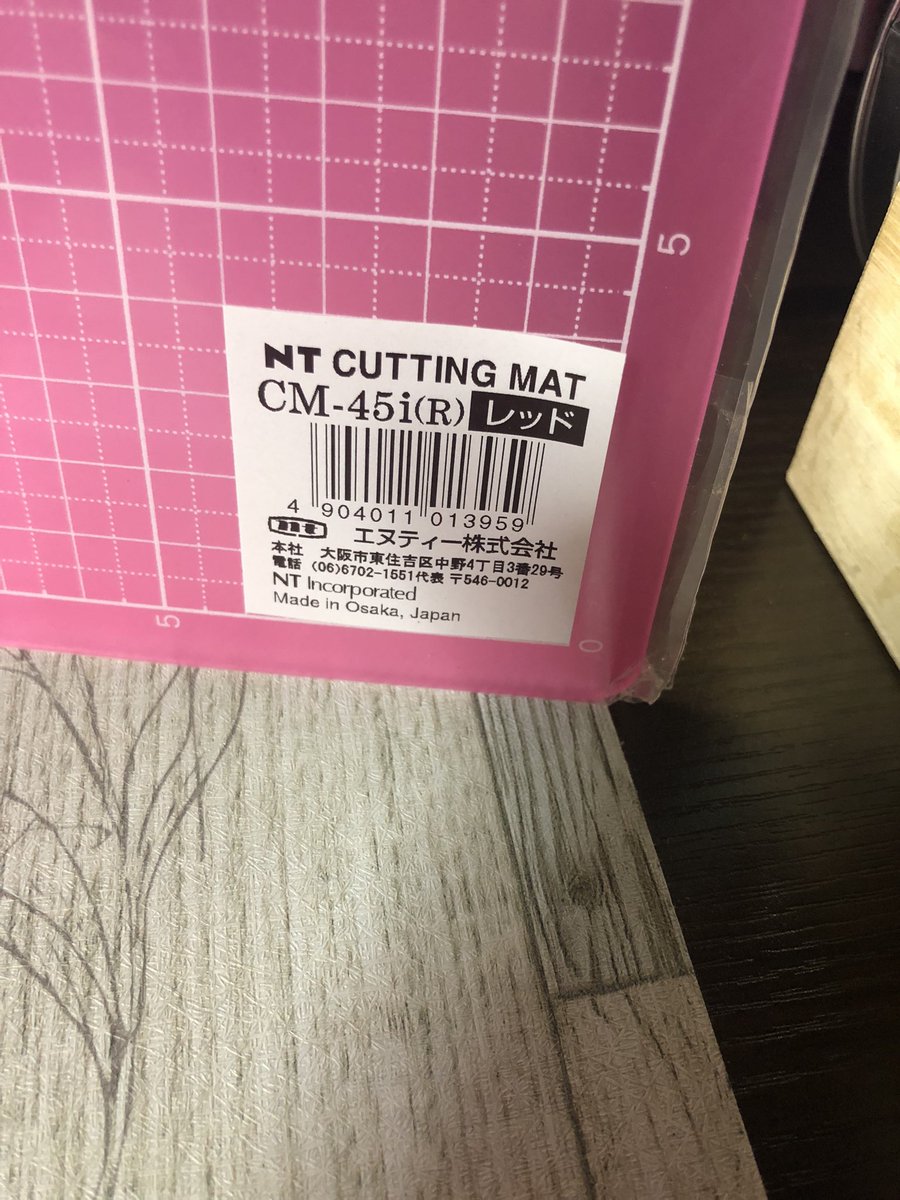 5
NT CUTTING MAT
CM-45i(R) レッド
4 904011 013959
nt エヌティー株式会社
本社 大阪市東住吉区中野4丁目3番29号
電話 (06)6702-1551代表 〒546-0012
NT Incorporated
Made in Osaka, Japan
5
0